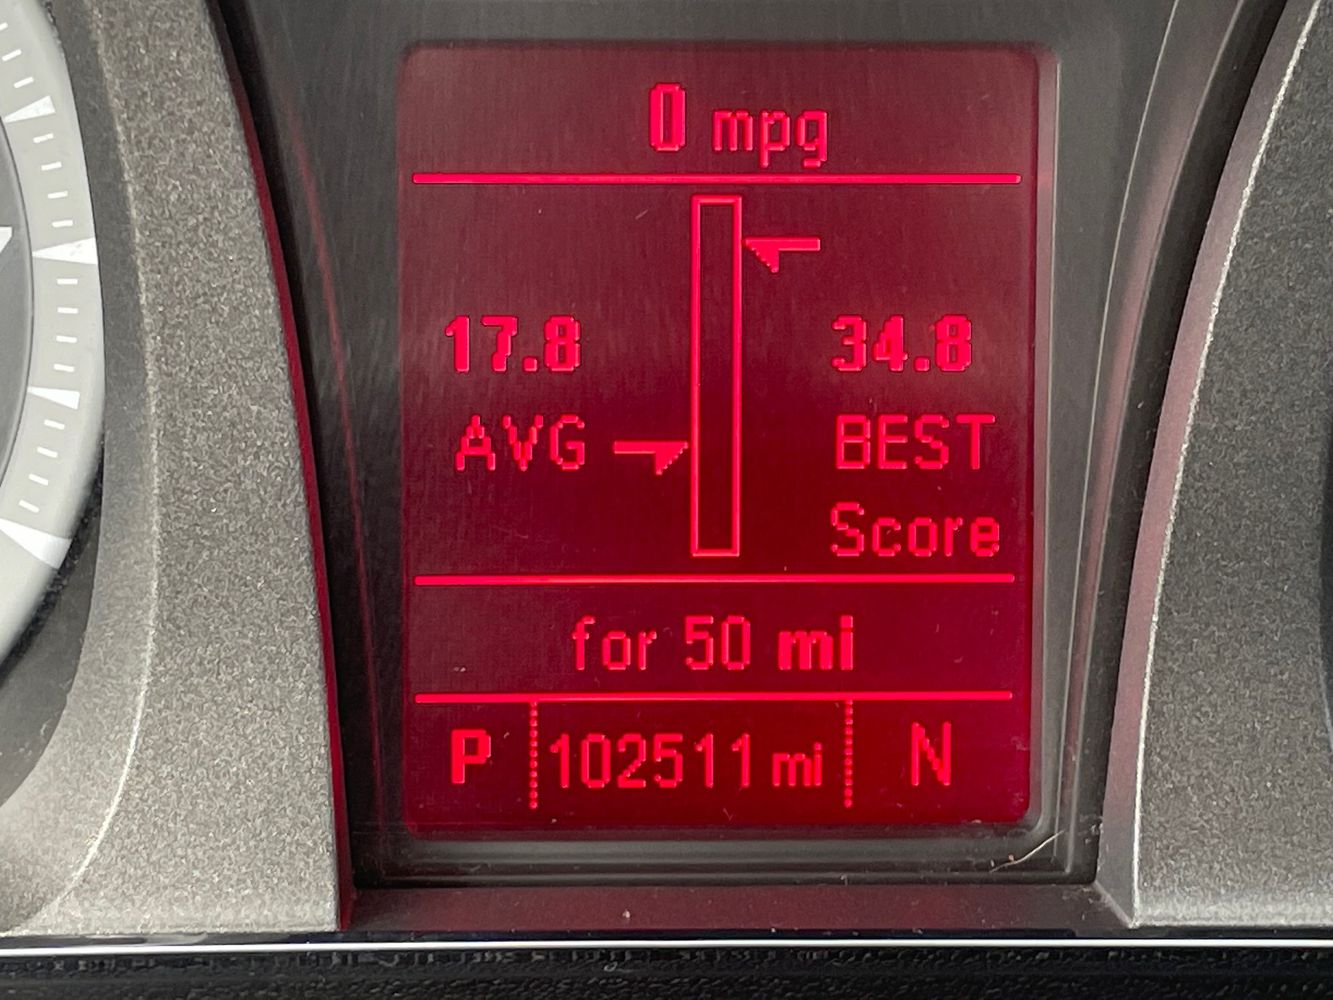 0 mpg
17.8
AVG
34.8
BEST
Score
for 50 mi
P 102511 mi N